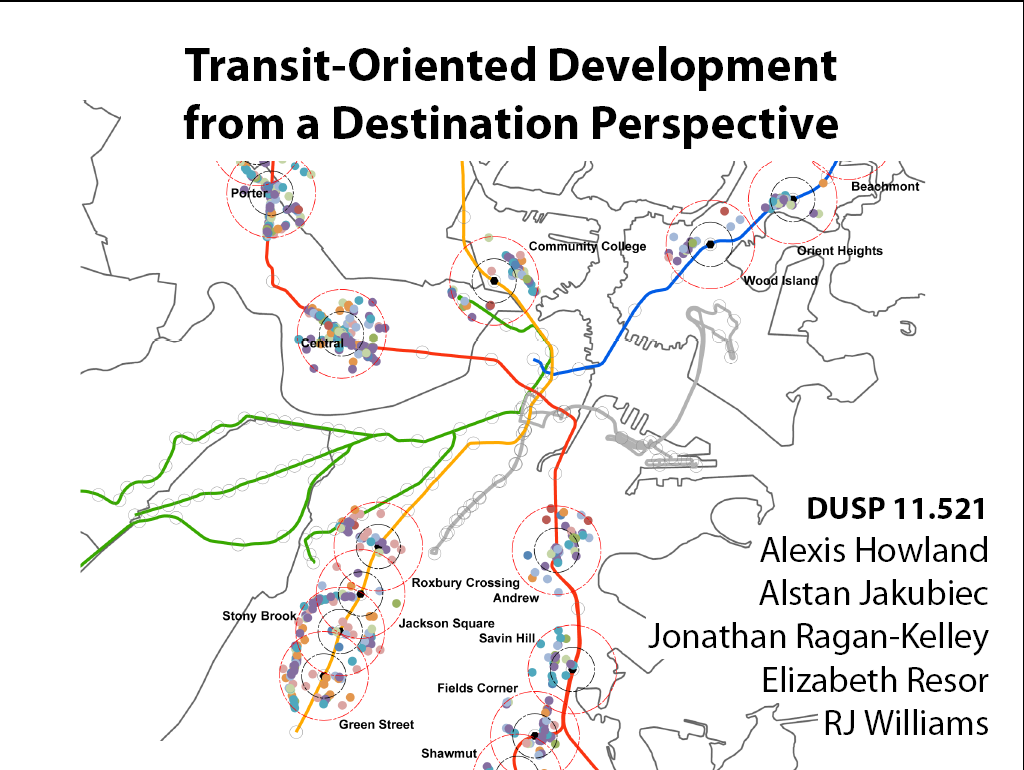 Transit-Oriented Development
from a Destination Perspective
Porter
Beachmont
Community College
Orient Heights
Wood Island
Central
DUSP 11.521
Alexis Howland
Alstan Jakubiec
Jonathan Ragan-Kelley
Elizabeth Resor
RJ Williams
Roxbury Crossing
Andrew
Stony Brook
Jackson Square
Savin Hill
Fields Corner
Green Street
Shawmut